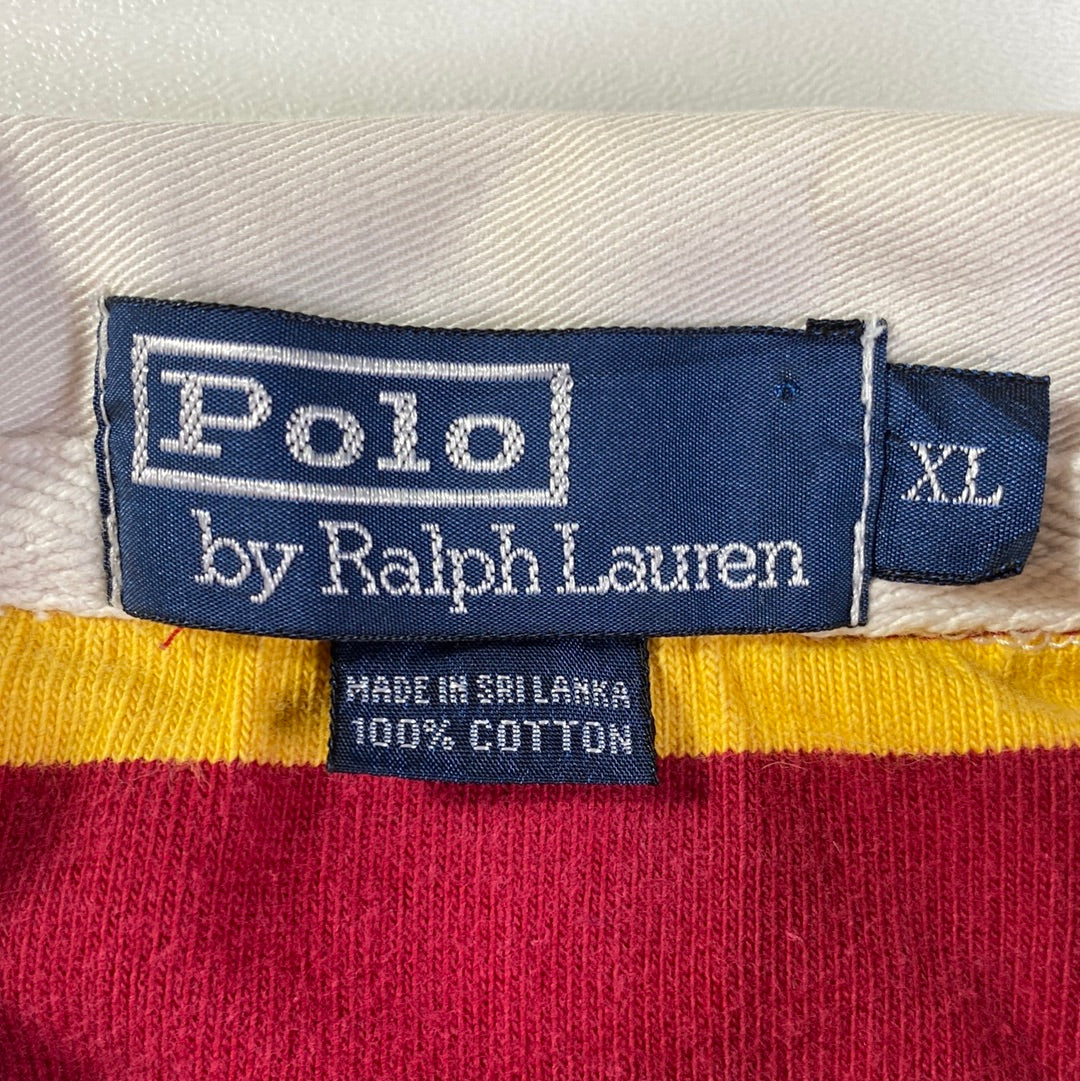 Polo
by Ralph Lauren
XL
MADE IN SRI LANKA
100% COTTON